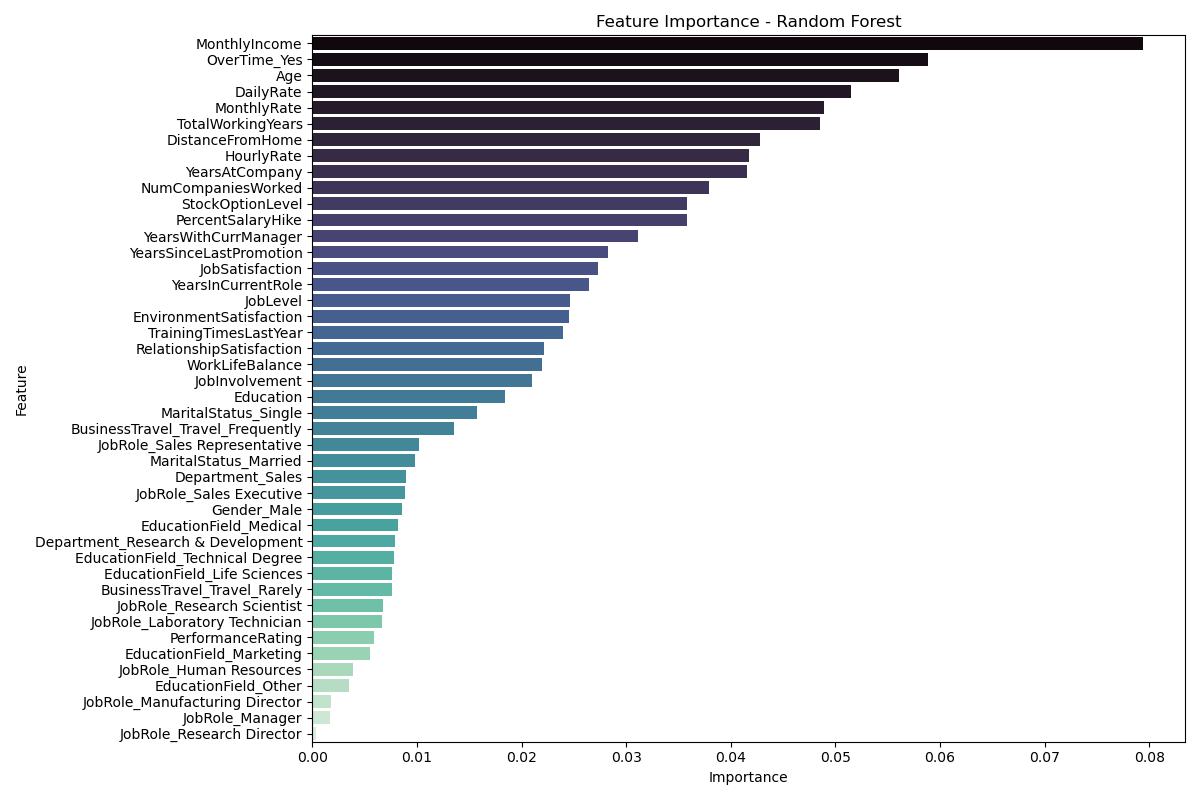 Feature Importance - Random Forest
MonthlyIncome
OverTime_Yes
Age
DailyRate
MonthlyRate
TotalWorkingYears
DistanceFromHome
HourlyRate
YearsAtCompany
NumCompaniesWorked
StockOptionLevel
PercentSalaryHike
YearsWithCurrManager
YearsSinceLastPromotion
JobSatisfaction
YearsInCurrentRole
JobLevel
EnvironmentSatisfaction
TrainingTimesLastYear
RelationshipSatisfaction
WorkLifeBalance
JobInvolvement
Education
MaritalStatus_Single
BusinessTravel_Travel_Frequently
JobRole_Sales Representative
MaritalStatus_Married
Department_Sales
JobRole_Sales Executive
Gender_Male
EducationField_Medical
Department_Research & Development
EducationField_Technical Degree
EducationField_Life Sciences
BusinessTravel_Travel_Rarely
JobRole_Research Scientist
JobRole_Laboratory Technician
PerformanceRating
EducationField_Marketing
JobRole_Human Resources
EducationField_Other
JobRole_Manufacturing Director
JobRole_Manager
JobRole_Research Director
Feature
0.00 0.01 0.02 0.03 0.04 0.05 0.06 0.07 0.08
Importance